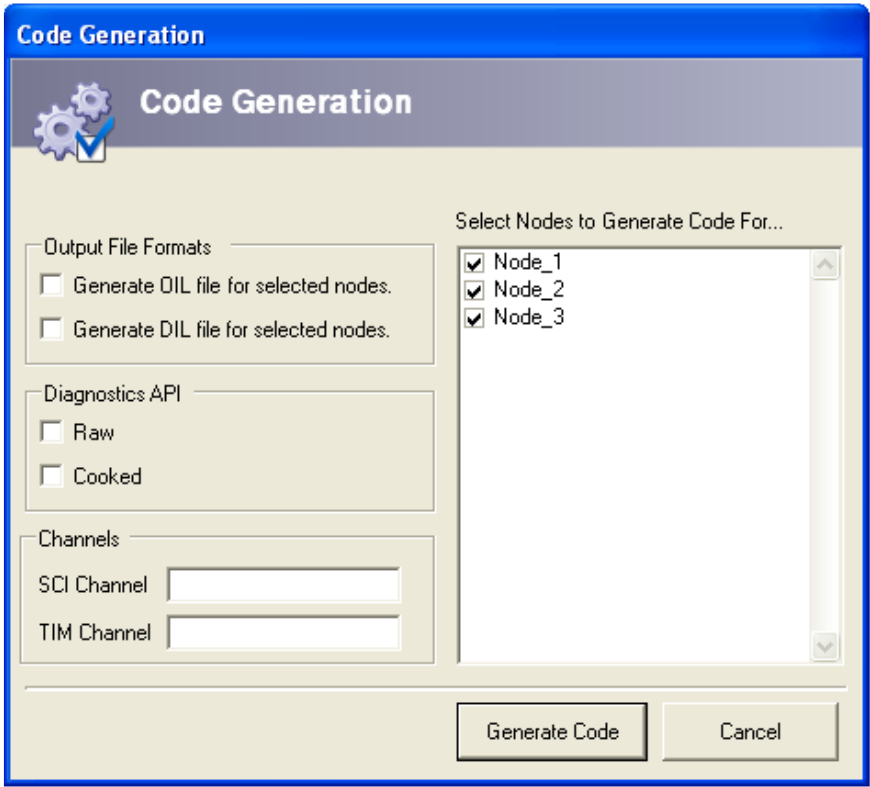 Code Generation
Code Generation
Select Nodes to Generate Code For...
Output File Formats
Generate OIL file for selected nodes.
Generate DIL file for selected nodes.
Node_1
Node_2
Node_3
Diagnostics API
Raw
Cooked
Channels
SCI Channel
TIM Channel
Generate Code
Cancel